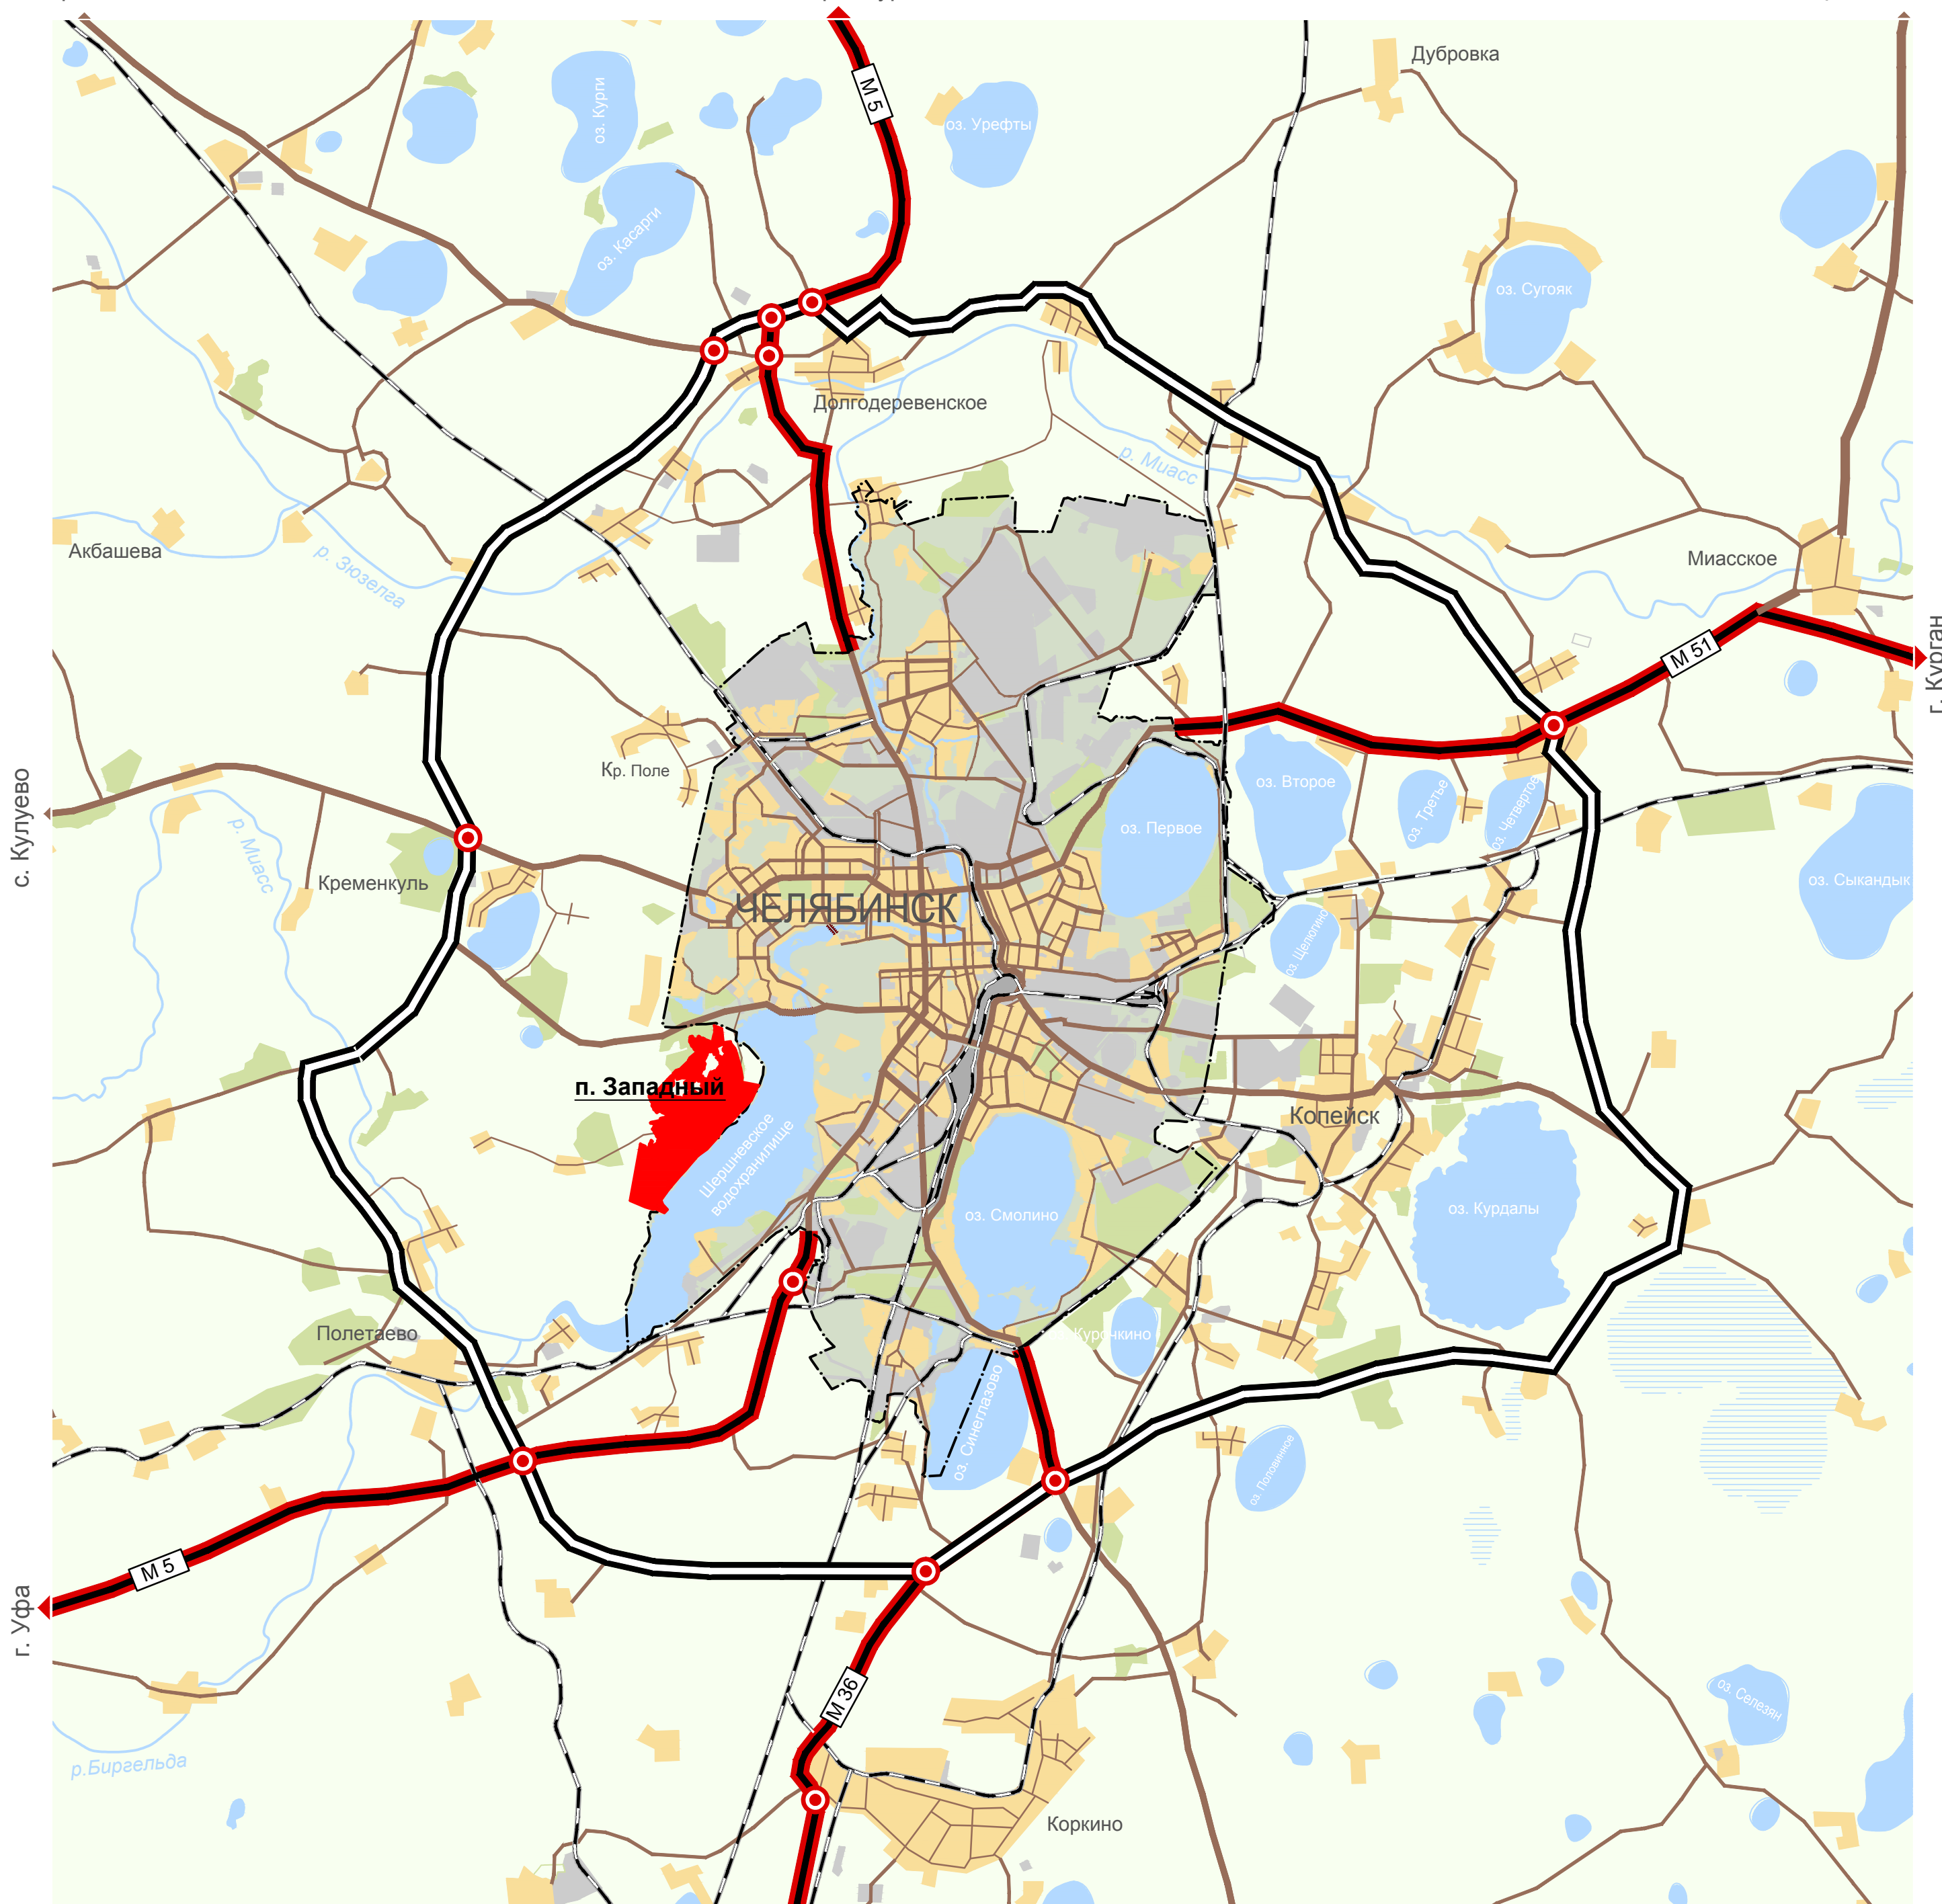 Дубровка
М 5
оз. Курги
оз. Урефты
оз. Касарги
оз. Сугояк
Долгодеревенское
р. Миасс
Акбашева
р. Зюзелга
Миасское
М 51
г. Курган
Кр. Поле
с. Кулуево
оз. Второе
оз. Третье
оз. Четвертое
оз. Первое
р. Миасс
Кременкуль
оз. Сыкандык
ЧЕЛЯБИНСК
оз. Щелюгино
п. Западный
Копейск
Шершневское
водохранилище
оз. Смолино
оз. Курдалы
Полетаево
Курочкино
оз. Синеглазово
оз. Половинное
М 5
г. Уфа
М 36
оз. Селезян
р.Биргельда
Коркино